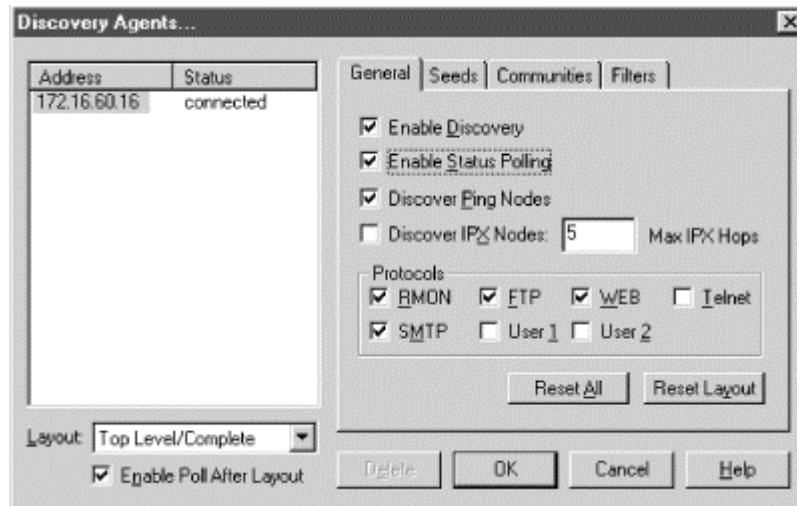 Discovery Agents...
Address Status
172.16.60.16 connected
General Seeds Communities Filters
Enable Discovery
Enable Status Polling
Discover Ping Nodes
Discover IPX Nodes: 5 Max IPX Hops
Protocols
RMON FTP WEB Telnet
SMTP User 1 User 2
Reset All Reset Layout
Layout: Top Level/Complete
Enable Poll After Layout
Delete OK Cancel Help